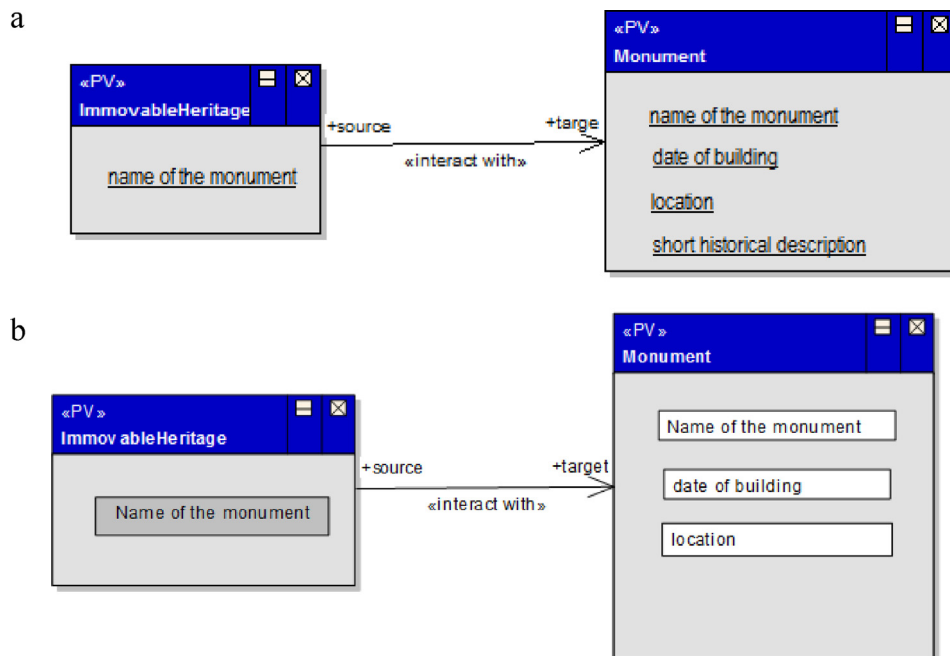 a
«PV»
ImmovableHeritage
name of the monument
+source
+targe
«interact with»
«PV»
Monument
name of the monument
date of building
location
short historical description
b
«PV»
ImmovableHeritage
Name of the monument
+source
+target
«interact with»
«PV»
Monument
Name of the monument
date of building
location